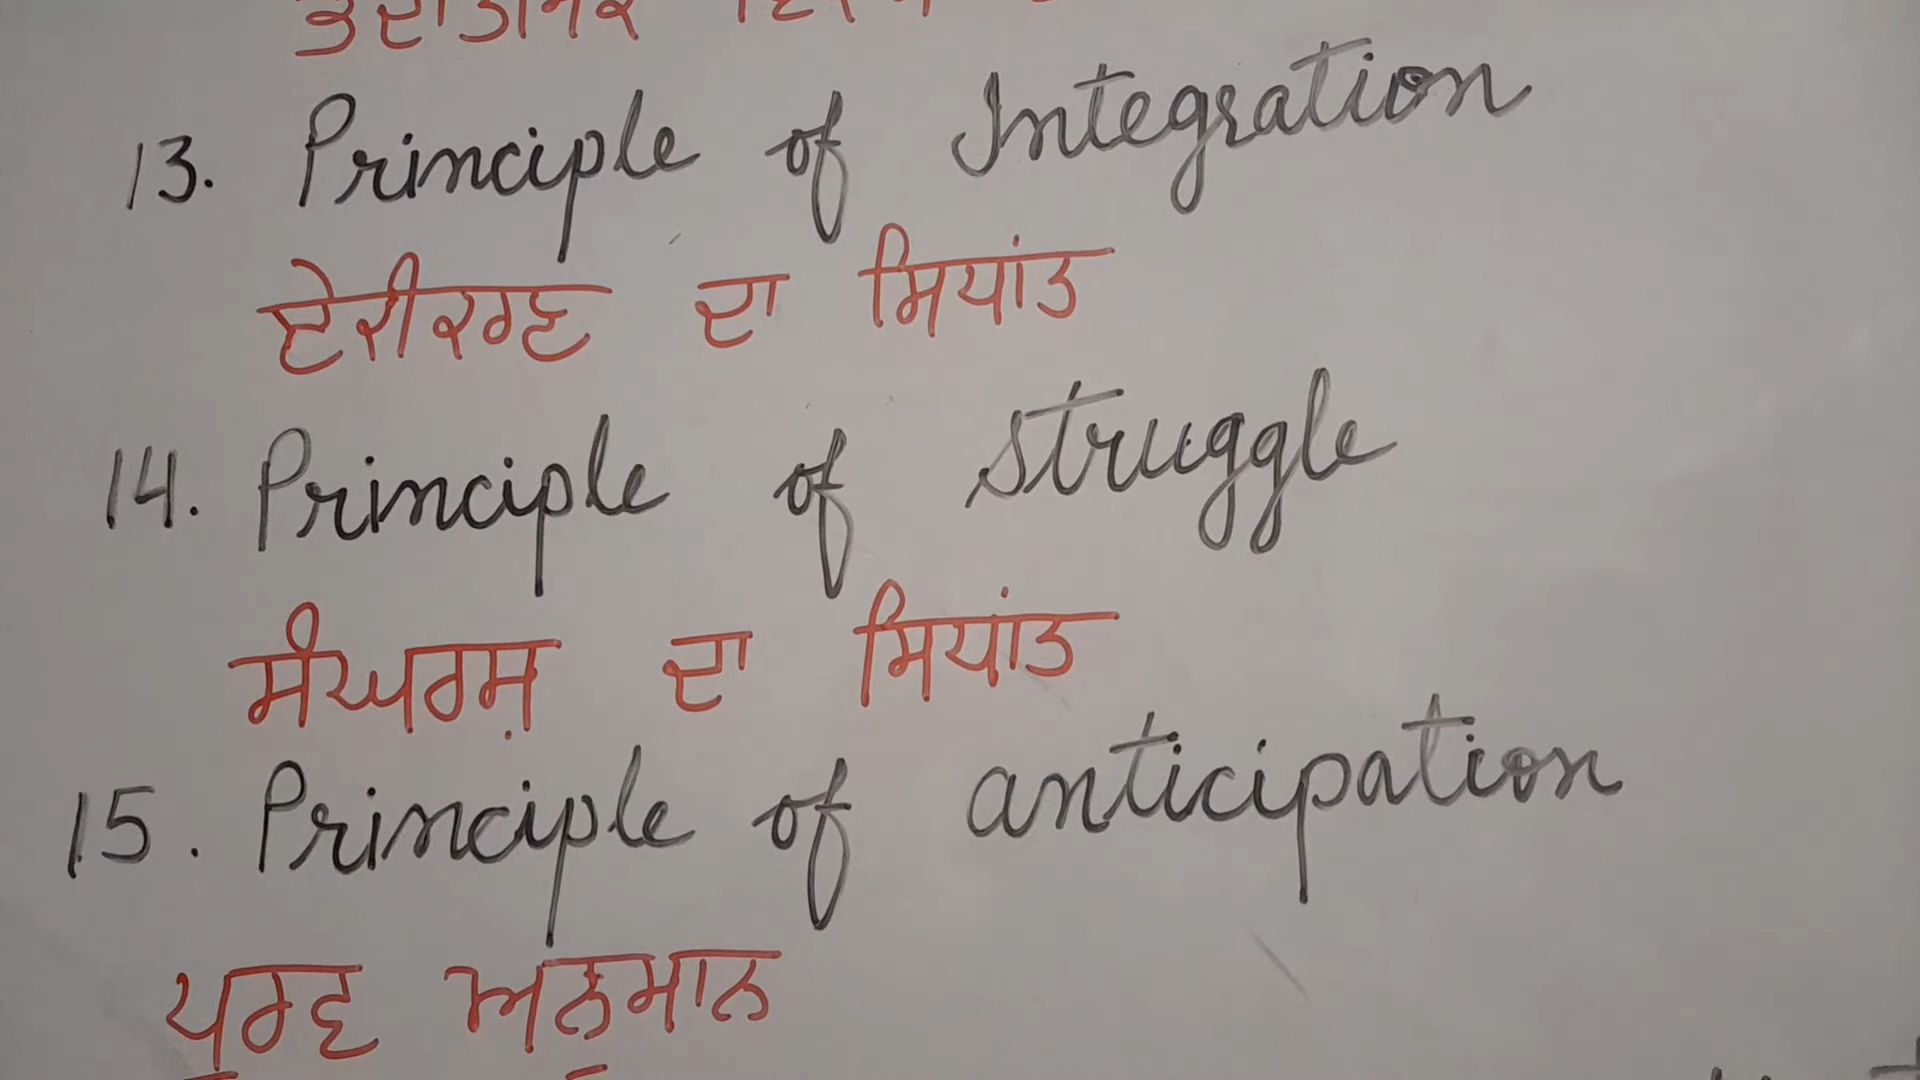 13. Principle of Integration
ਏਕੀਕਰਣ ਦਾ ਸਿਧਾਂਤ
14. Principle of struggle
ਸੰਘਰਸ਼ ਦਾ ਸਿਧਾਂਤ
15. Principle of anticipation
ਪੂਰਵ ਅਨੁਮਾਨ